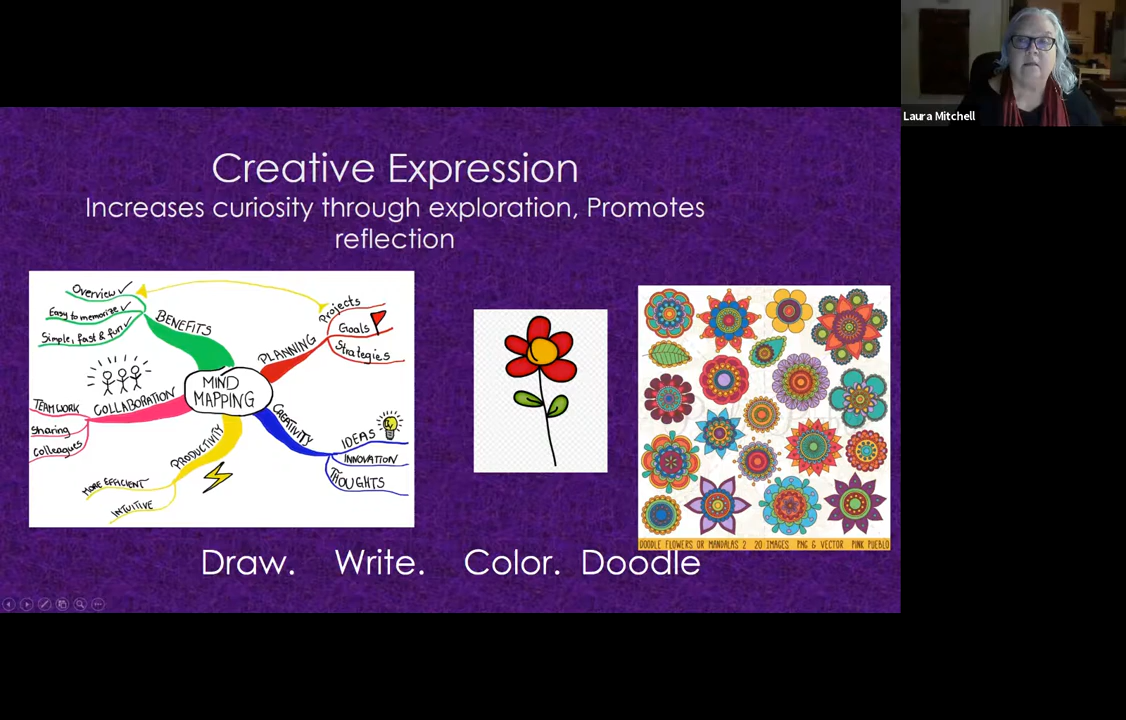 Laura Mitchell
Creative Expression
Increases curiosity through exploration, Promotes
reflection
Overview
Easy to memorize
Simple, fast & fun
BENEFITS
Projects
Goals
Strategies
PLANNING
MIND
MAPPING
TEAMWORK
Sharing
Colleagues
COLLABORATION
CREATIVITY
IDEAS
INNOVATION
THOUGHTS
PRODUCTIVITY
MORE EFFICIENT
INTUITIVE
DOODLE FLOWERS OR MANDALAS 2 20 IMAGES PNG & VECTOR PINK PUEBLO
Draw. Write. Color. Doodle